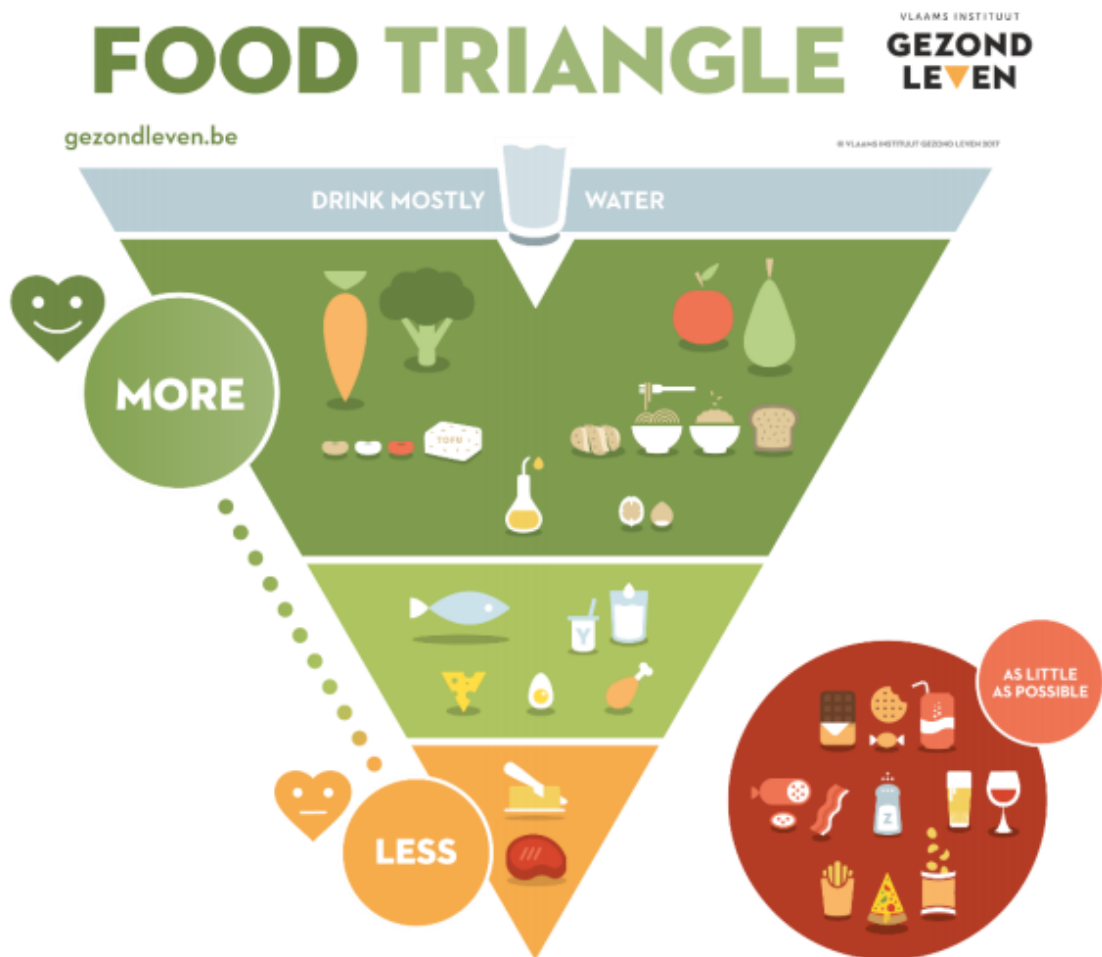 FOOD TRIANGLE
VLAAMS INSTITUUT
GEZOND
LEVEN
gezondleven.be
© VLAAMS INSTITUUT GEZOND LEVEN 2017
DRINK MOSTLY WATER
MORE
TOFU
Y
AS LITTLE
AS POSSIBLE
Z
LESS